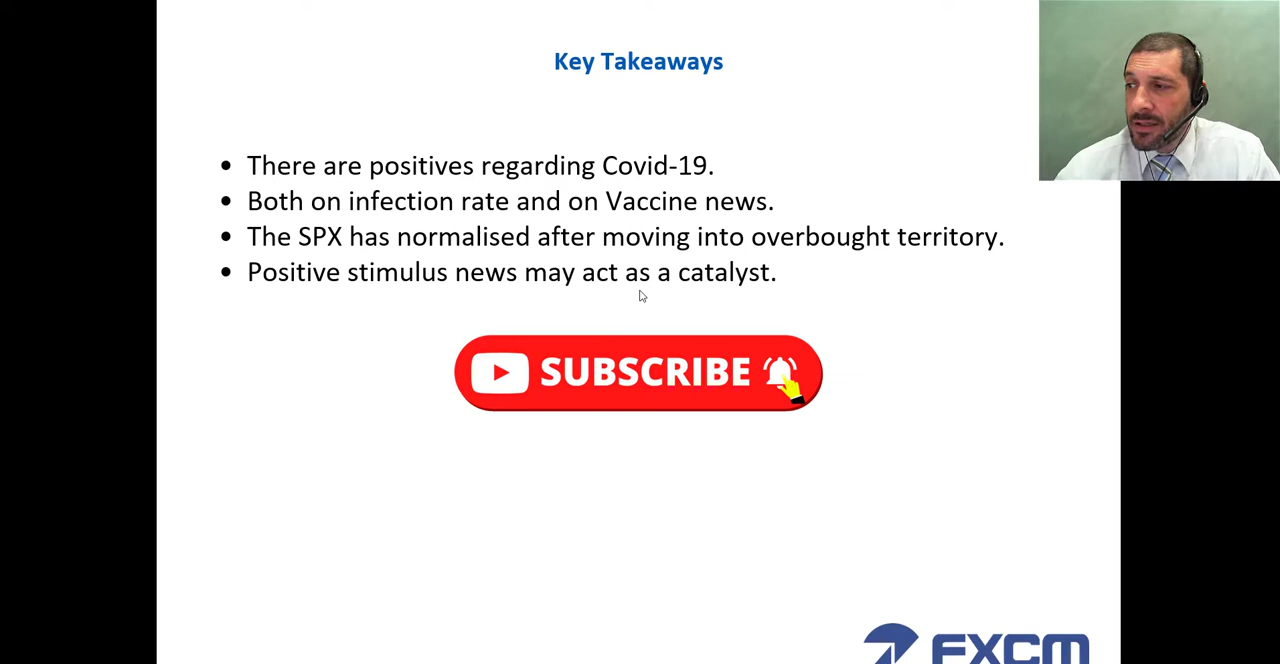 Key Takeaways
• There are positives regarding Covid-19.
• Both on infection rate and on Vaccine news.
• The SPX has normalised after moving into overbought territory.
• Positive stimulus news may act as a catalyst.
SUBSCRIBE
FXCM